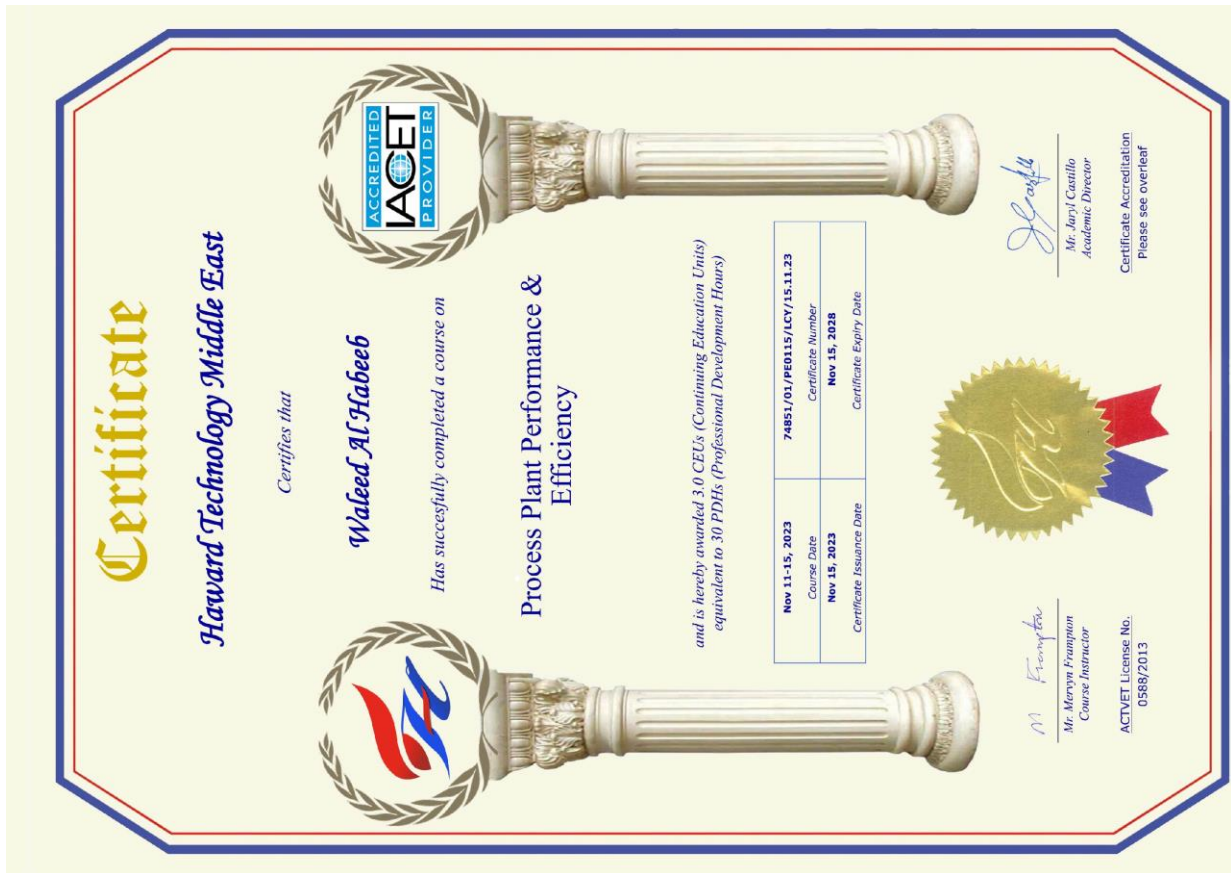 Certificate
Haward Technology Middle East
Certifies that
ACCREDITED
IACET
PROVIDER
Waleed Al Habeeb
Has succesfully completed a course on
Process Plant Performance &
Efficiency
and is hereby awarded 3.0 CEUs (Continuing Education Units)
equivalent to 30 PDHs (Professional Development Hours)
Nov 11-15, 2023
Course Date
74851/01/PE0115/LCY/15.11.23
Certificate Number
Nov 15, 2023
Certificate Issuance Date
Nov 15, 2028
Certificate Expiry Date
M Frampton
Mr. Mervyn Frampton
Course Instructor
Mr. Jaryl Castillo
Academic Director
ACTVET License No.
0588/2013
Certificate Accreditation
Please see overleaf